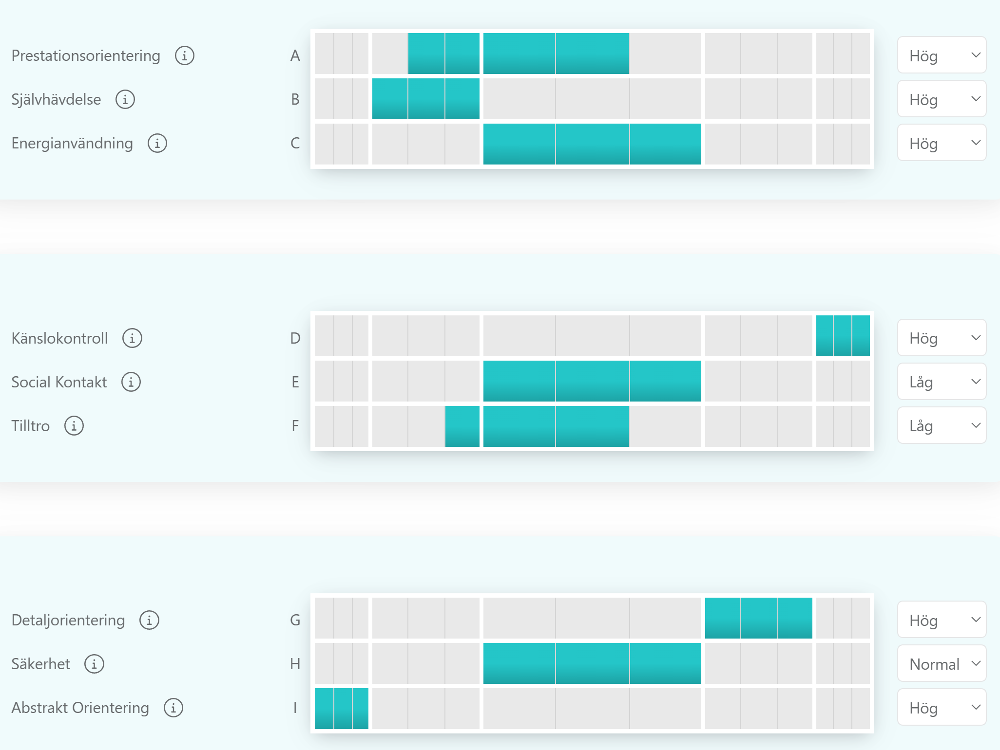 Prestationsorientering A Hög
Självhävdelse B Hög
Energianvändning C Hög
Känslokontroll D Hög
Social Kontakt E Låg
Tilltro F Låg
Detaljorientering G Hög
Säkerhet H Normal
Abstrakt Orientering I Hög